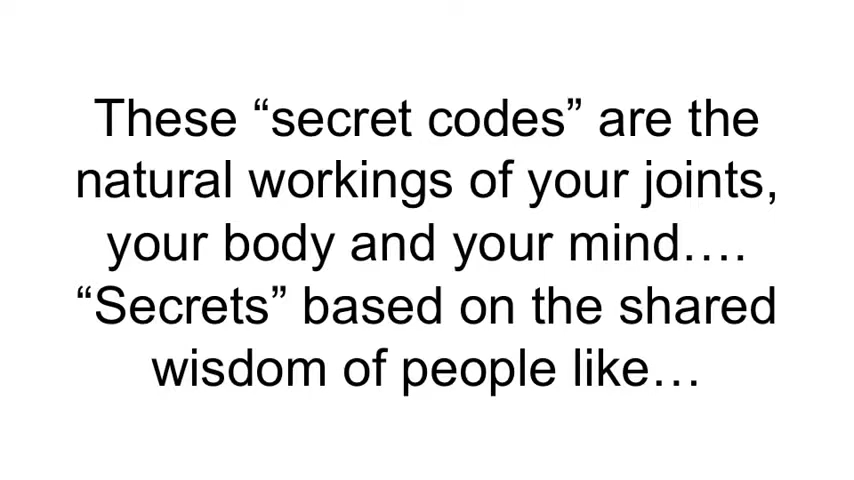 These “secret codes” are the
natural workings of your joints,
your body and your mind….
“Secrets” based on the shared
wisdom of people like…